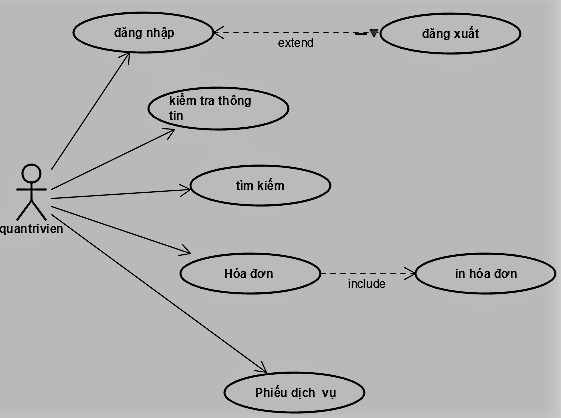 đăng nhập
extend
đăng xuất
kiểm tra thông
tin
tìm kiếm
quantrivien
Hóa đơn
include
in hóa đơn
Phiếu dịch vụ